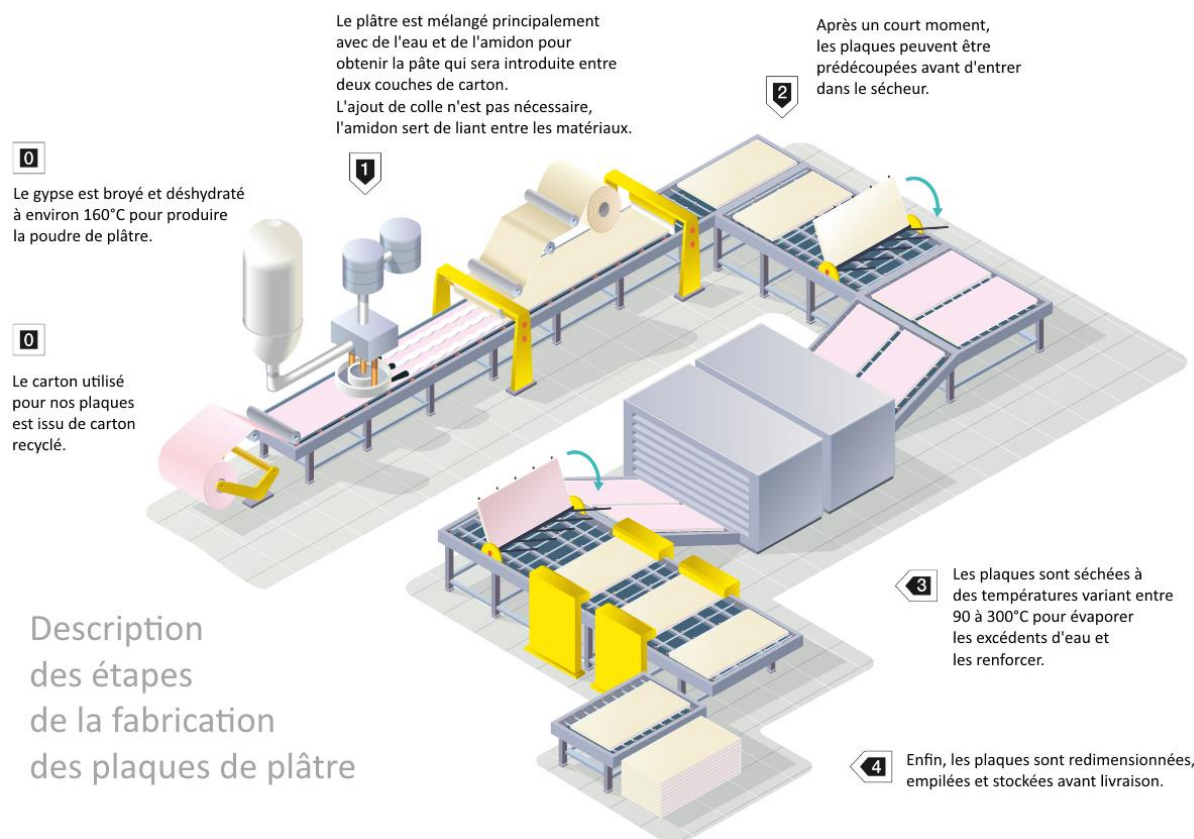 Le plâtre est mélangé principalement
avec de l'eau et de l'amidon pour
obtenir la pâte qui sera introduite entre
deux couches de carton.
L'ajout de colle n'est pas nécessaire,
l'amidon sert de liant entre les matériaux.
1
Après un court moment,
les plaques peuvent être
prédécoupées avant d'entrer
dans le sécheur.
2
0
Le gypse est broyé et déshydraté
à environ 160°C pour produire
la poudre de plâtre.
0
Le carton utilisé
pour nos plaques
est issu de carton
recyclé.
3
Les plaques sont séchées à
des températures variant entre
90 à 300°C pour évaporer
les excédents d'eau et
les renforcer.
Description
des étapes
de la fabrication
des plaques de plâtre
4
Enfin, les plaques sont redimensionnées,
empilées et stockées avant livraison.